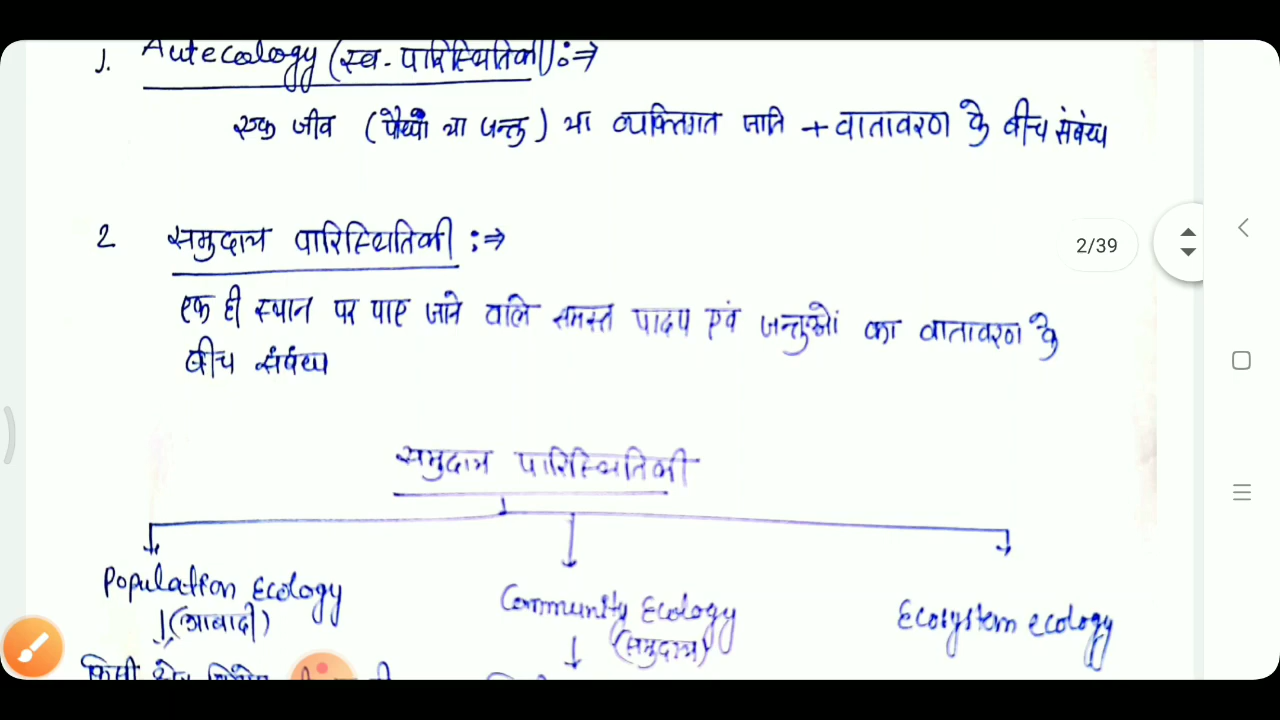 1. Autecology (स्व-पारिस्थितिकी) :⇒
एक जीव (पौधा या जन्तु) या व्यक्तिगत जाति + वातावरण के बीच संबंध
2 समुदाय पारिस्थितिकी :⇒
एक ही स्थान पर पाए जाने वाले समस्त पादप एवं जन्तुओं का वातावरण के
बीच संबंध
2/39
समुदाय पारिस्थितिकी
Population Ecology
(आबादी)
Community Ecology
(समुदाय)
Ecosystem ecology
किसी क्षेत्र